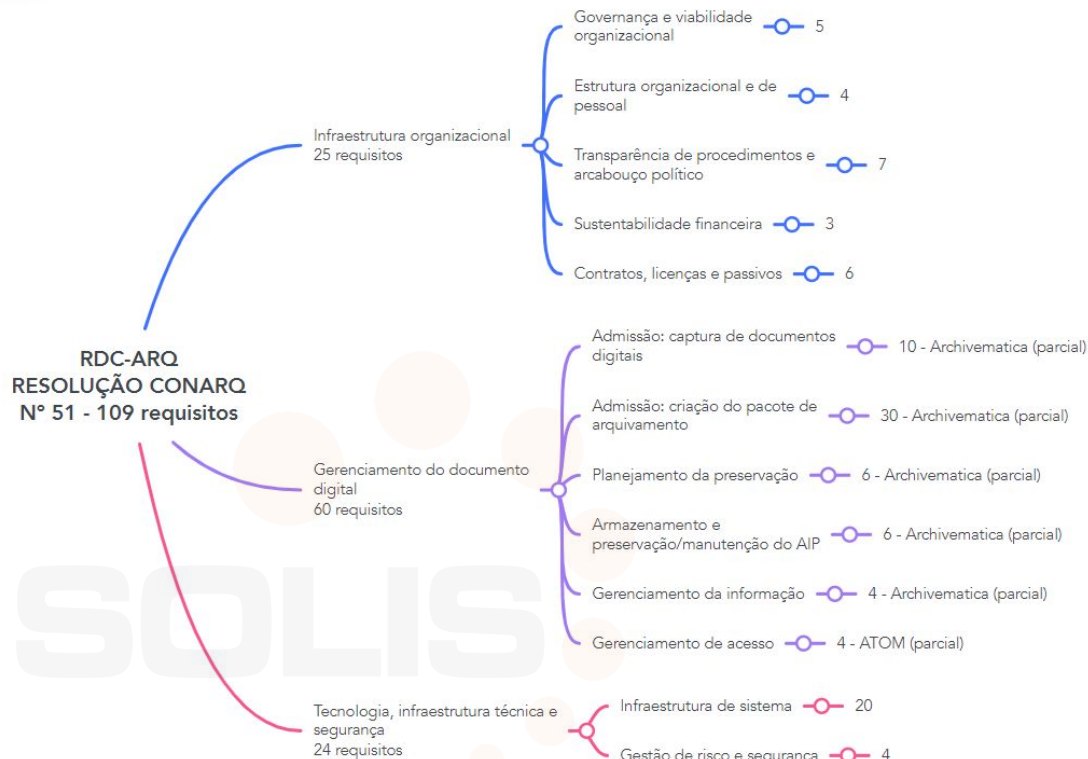 RDC-ARQ
RESOLUÇÃO CONARQ
Nº 51 - 109 requisitos
Infraestrutura organizacional
25 requisitos
Governança e viabilidade
organizacional
5
Estrutura organizacional e de
pessoal
4
Transparência de procedimentos e
arcabouço político
7
Sustentabilidade financeira
3
Contratos, licenças e passivos
6
Gerenciamento do documento
digital
60 requisitos
Admissão: captura de documentos
digitais
10 - Archivematica (parcial)
Admissão: criação do pacote de
arquivamento
30 - Archivematica (parcial)
Planejamento da preservação
6 - Archivematica (parcial)
Armazenamento e
preservação/manutenção do AIP
6 - Archivematica (parcial)
Gerenciamento da informação
4 - Archivematica (parcial)
Gerenciamento de acesso
4 - ATOM (parcial)
Tecnologia, infraestrutura técnica e
segurança
24 requisitos
Infraestrutura de sistema
20
Gestão de risco e segurança
4
SOLIS